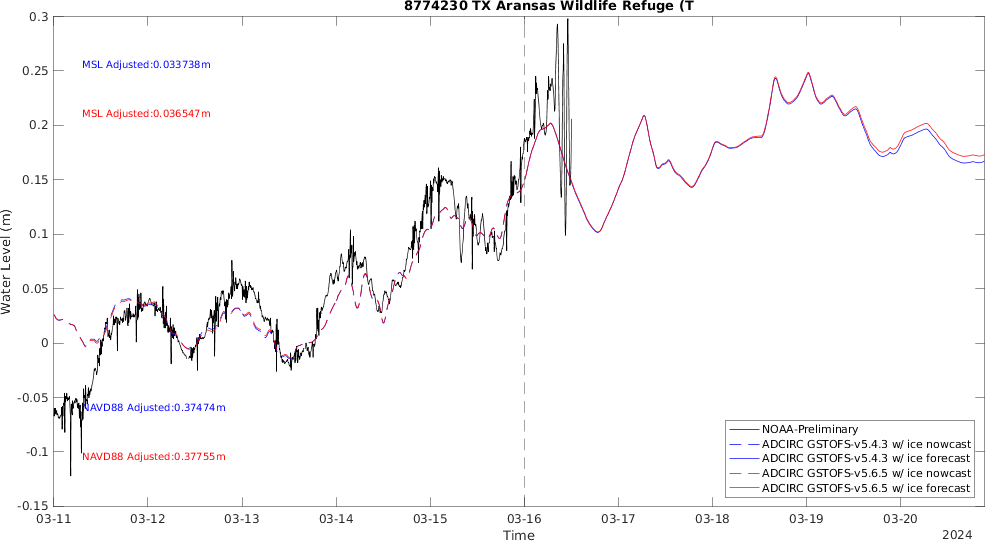 8774230 TX Aransas Wildlife Refuge (T
0.3
0.25
0.2
0.15
0.1
0.05
0
-0.05
-0.1
-0.15
Water Level (m)
MSL Adjusted:0.033738m
MSL Adjusted:0.036547m
NAVD88 Adjusted:0.37474m
NAVD88 Adjusted:0.37755m
NOAA-Preliminary
ADCIRC GSTOFS-v5.4.3 w/ ice nowcast
ADCIRC GSTOFS-v5.4.3 w/ ice forecast
ADCIRC GSTOFS-v5.6.5 w/ ice nowcast
ADCIRC GSTOFS-v5.6.5 w/ ice forecast
03-11 03-12 03-13 03-14 03-15 03-16 03-17 03-18 03-19 03-20
Time
2024